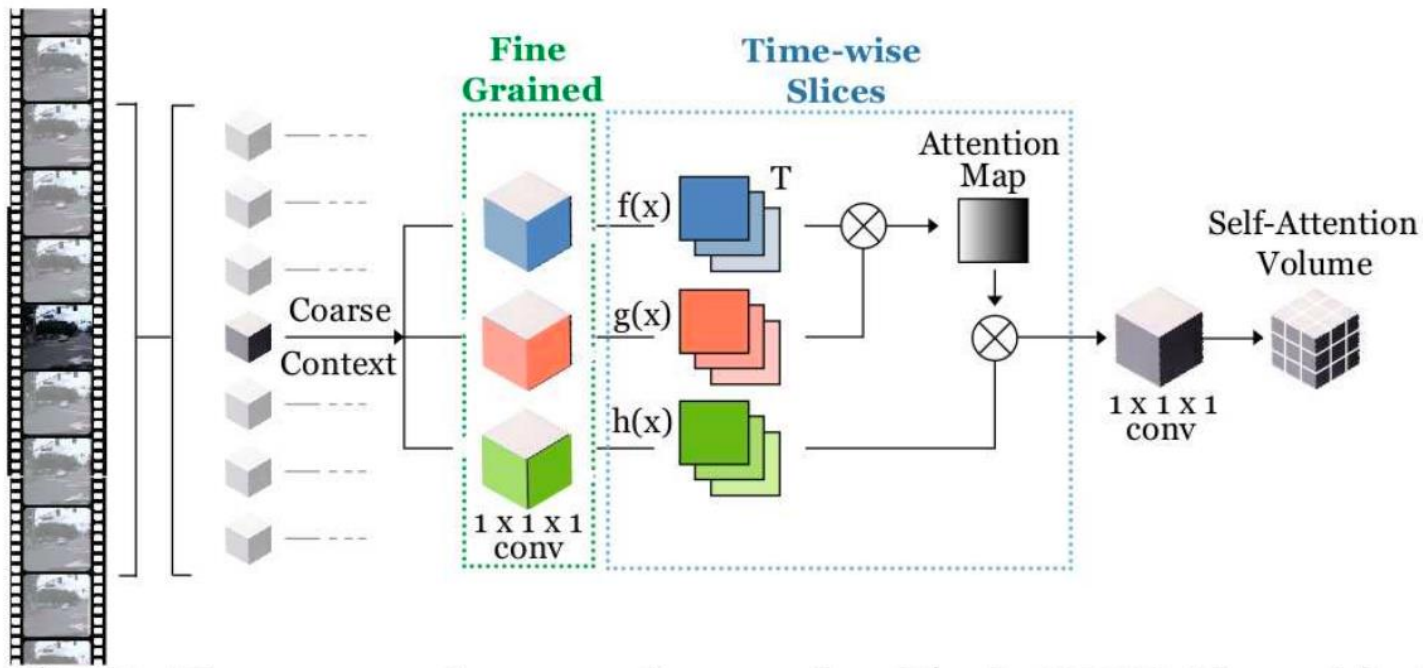 Fine
Grained
Time-wise
Slices
Coarse
Context
f(x)
T
g(x)
h(x)
Attention
Map
1 x 1 x 1
conv
1 x 1 x 1
conv
Self-Attention
Volume